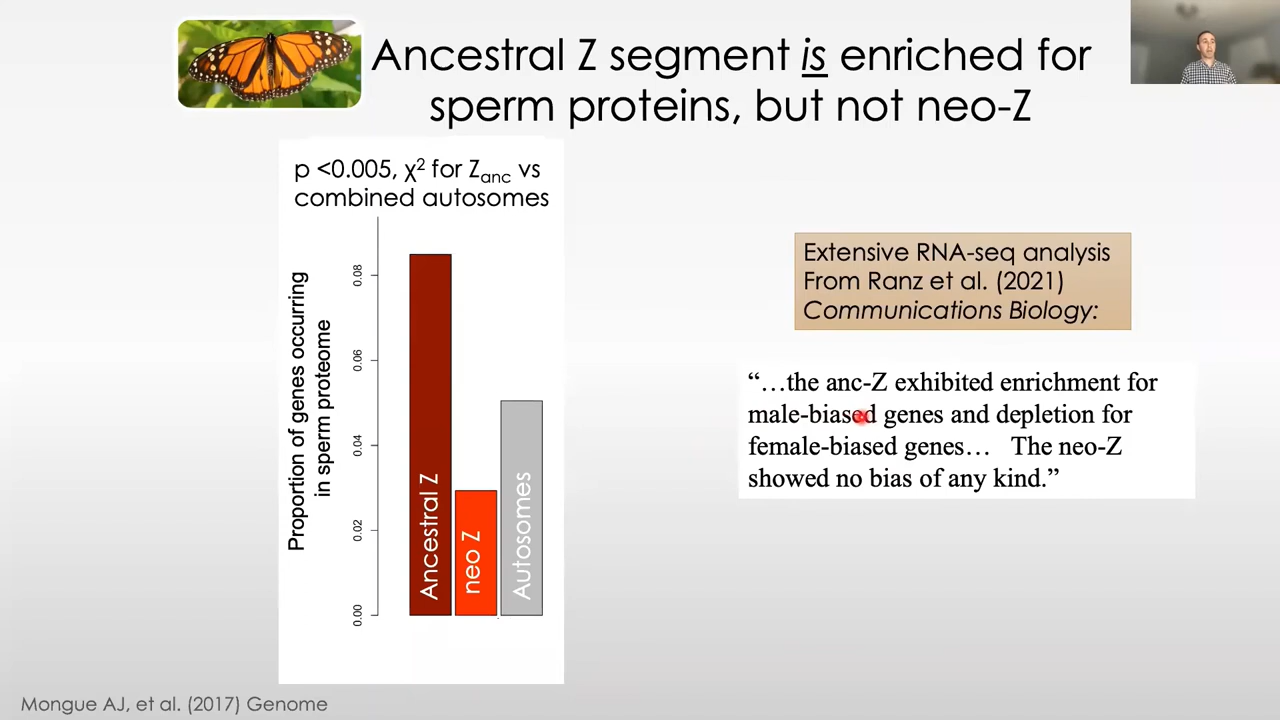 Ancestral Z segment is enriched for
sperm proteins, but not neo-Z
p <0.005, χ² for Zanc vs
combined autosomes
Proportion of genes occurring
in sperm proteome
0.08
0.06
0.04
0.02
0.00
Ancestral Z
neo Z
Autosomes
Extensive RNA-seq analysis
From Ranz et al. (2021)
Communications Biology:
“…the anc-Z exhibited enrichment for
male-biased genes and depletion for
female-biased genes… The neo-Z
showed no bias of any kind.”
Mongue AJ, et al. (2017) Genome